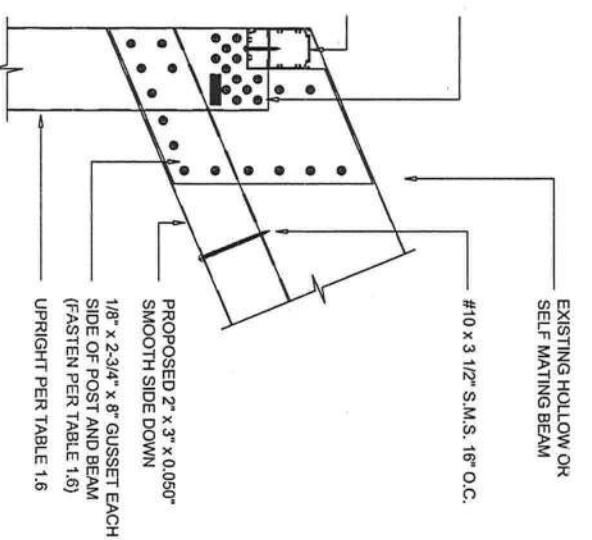 EXISTING HOLLOW OR
SELF MATING BEAM
#10 x 3 1/2" S.M.S. 16" O.C.
PROPOSED 2" x 3" x 0.050"
SMOOTH SIDE DOWN
1/8" x 2-3/4" x 8" GUSSET EACH
SIDE OF POST AND BEAM
(FASTEN PER TABLE 1.6)
UPRIGHT PER TABLE 1.6